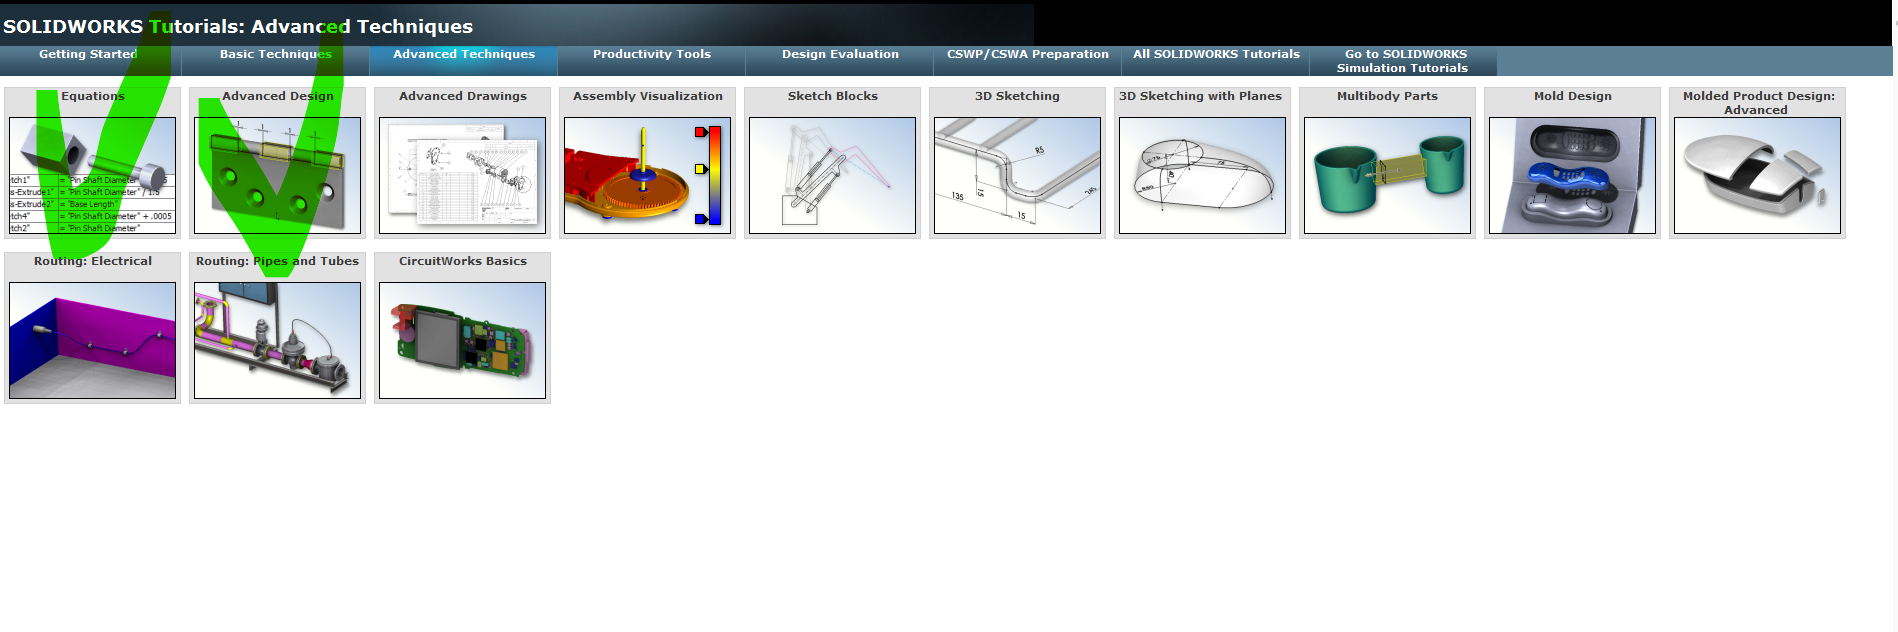 SOLIDWORKS Tutorials: Advanced Techniques
Getting Started Basic Techniques Advanced Techniques Productivity Tools Design Evaluation CSWP/CSWA Preparation All SOLIDWORKS Tutorials Go to SOLIDWORKS
Simulation Tutorials
Equations Advanced Design Advanced Drawings Assembly Visualization Sketch Blocks 3D Sketching 3D Sketching with Planes Multibody Parts Mold Design Molded Product Design:
Advanced
tch1" = "Pin Shaft Diameter"
s-Extrude1" = "Pin Shaft Diameter" / 1.5
s-Extrude2" = "Base Length"
tch4" = "Pin Shaft Diameter" + .0005
tch2" = "Pin Shaft Diameter"
R5
135
15
15
Routing: Electrical Routing: Pipes and Tubes CircuitWorks Basics